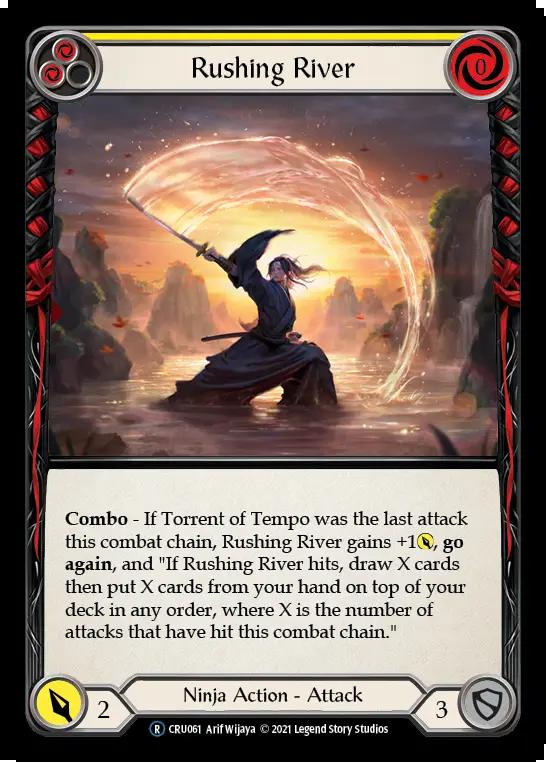 Rushing River
0
Combo - If Torrent of Tempo was the last attack
this combat chain, Rushing River gains +1, go
again, and "If Rushing River hits, draw X cards
then put X cards from your hand on top of your
deck in any order, where X is the number of
attacks that have hit this combat chain."
2
Ninja Action - Attack
3
R CRU061 Arif Wijaya © 2021 Legend Story Studios